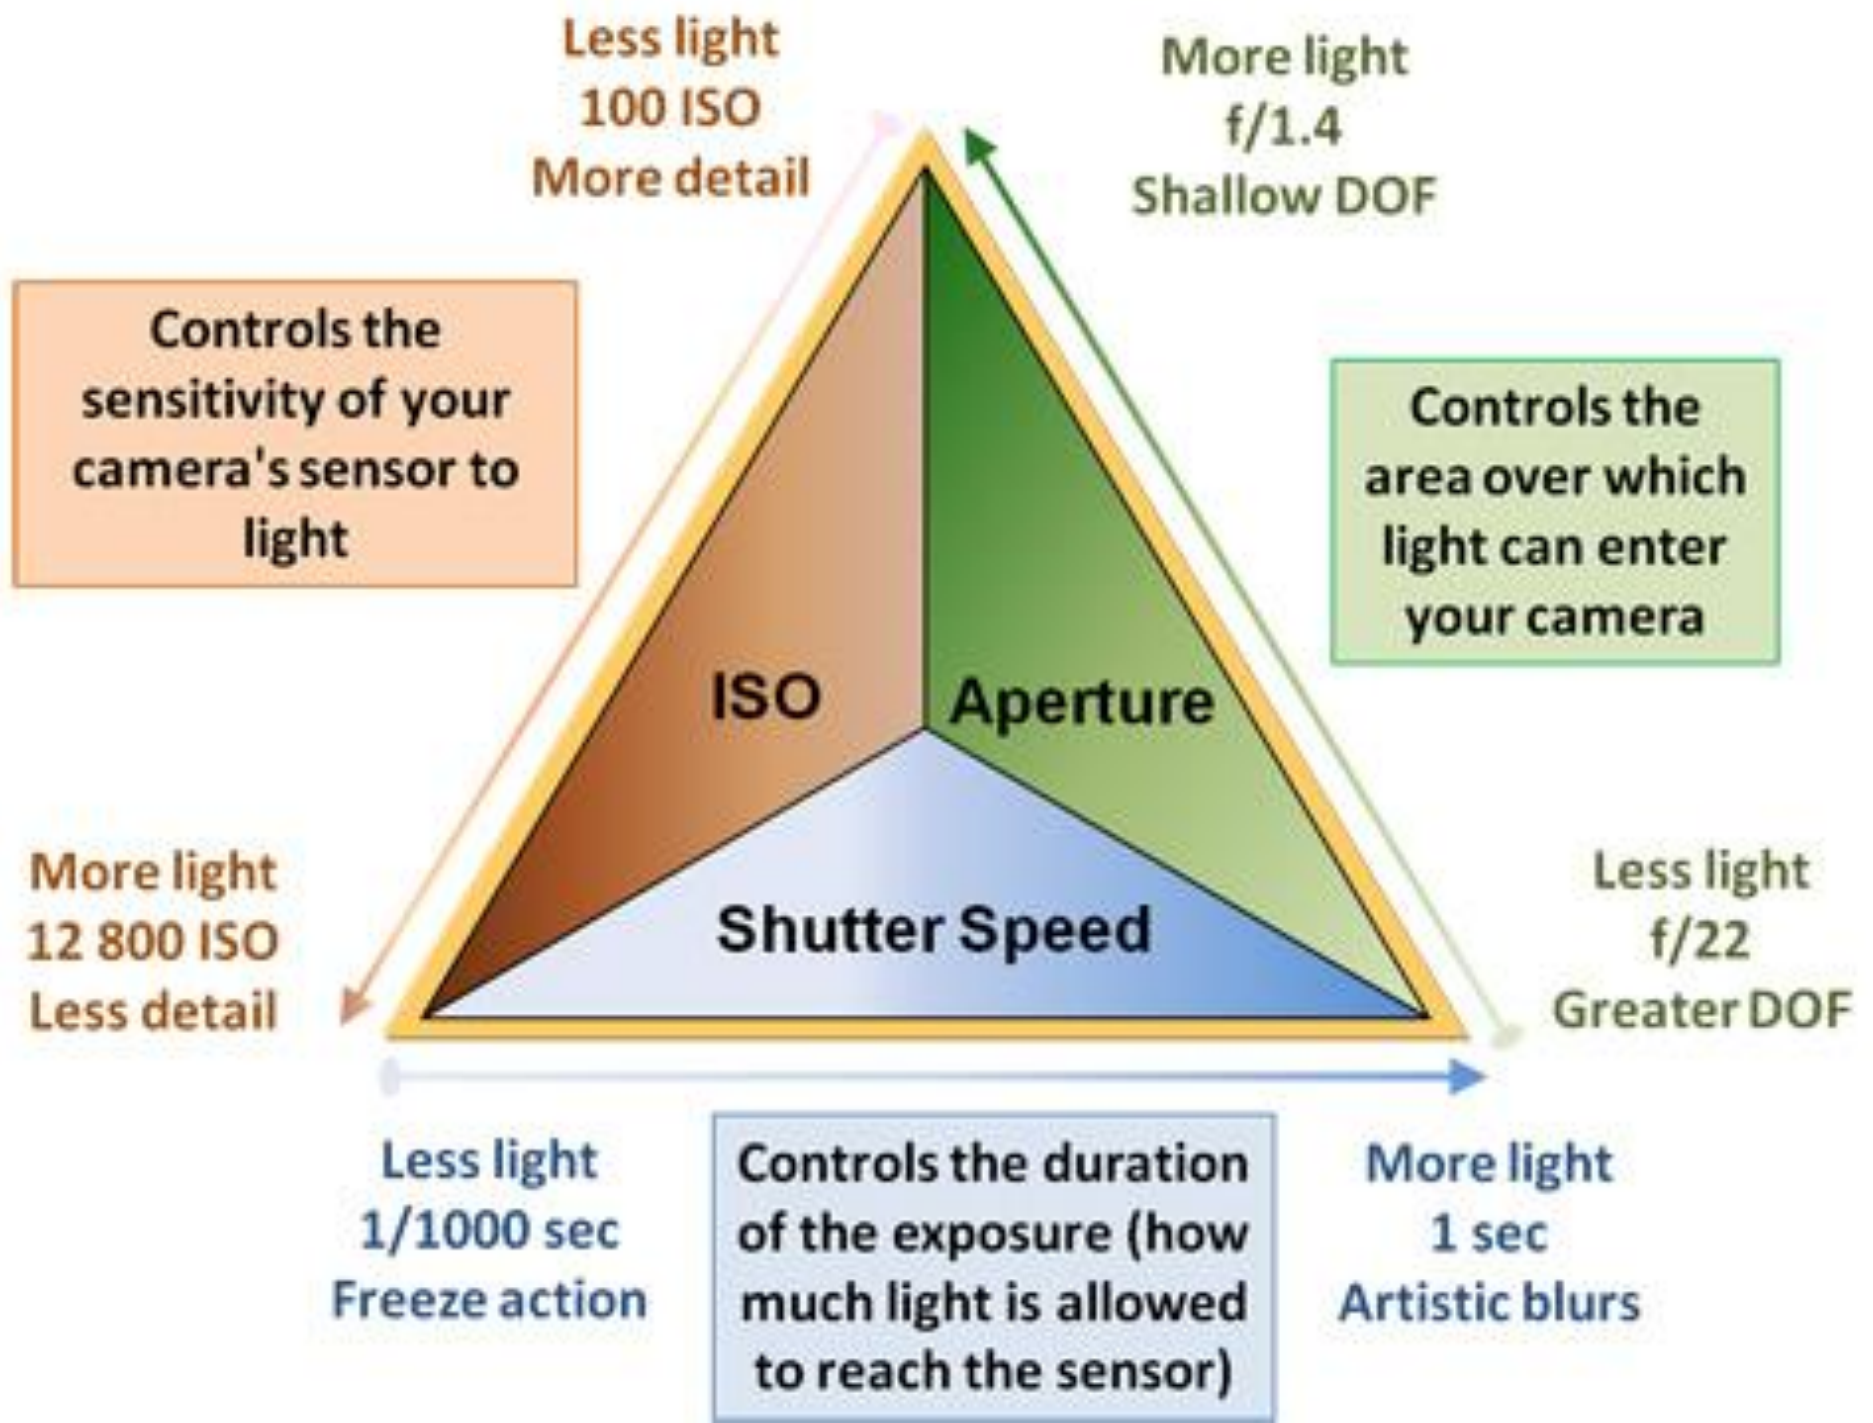 Less light
100 ISO
More detail
More light
f/1.4
Shallow DOF
Controls the
sensitivity of your
camera's sensor to
light
Controls the
area over which
light can enter
your camera
ISO
Aperture
Shutter Speed
More light
12 800 ISO
Less detail
Less light
f/22
Greater DOF
Less light
1/1000 sec
Freeze action
Controls the duration
of the exposure (how
much light is allowed
to reach the sensor)
More light
1 sec
Artistic blurs